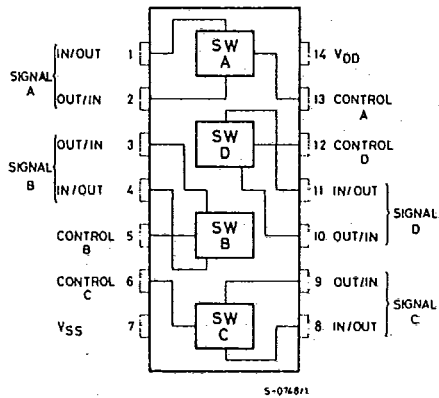 IN/OUT 1
SIGNAL A
OUT/IN 2
OUT/IN 3
SIGNAL B
IN/OUT 4
CONTROL B 5
CONTROL C 6
VSS 7
SW A
SW D
SW B
SW C
14 VDD
13 CONTROL A
12 CONTROL D
11 IN/OUT
SIGNAL D
10 OUT/IN
9 OUT/IN
SIGNAL C
8 IN/OUT